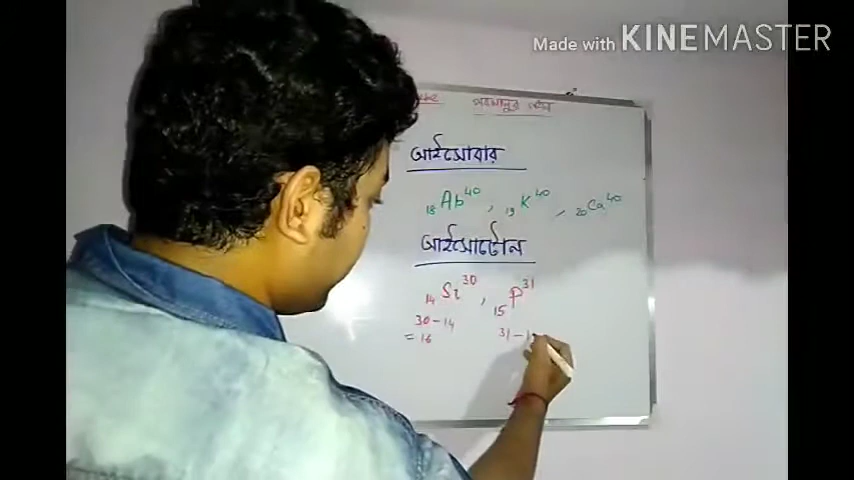 Made with KINEMASTER
পরমানুর গঠন
আইসোবার
₁₈Ab⁴⁰, ₁₉K⁴⁰, ₂₀Ca⁴⁰
আইসোটোন
₁₄Si³⁰, ₁₅P³¹
30-14 31-1
= 16